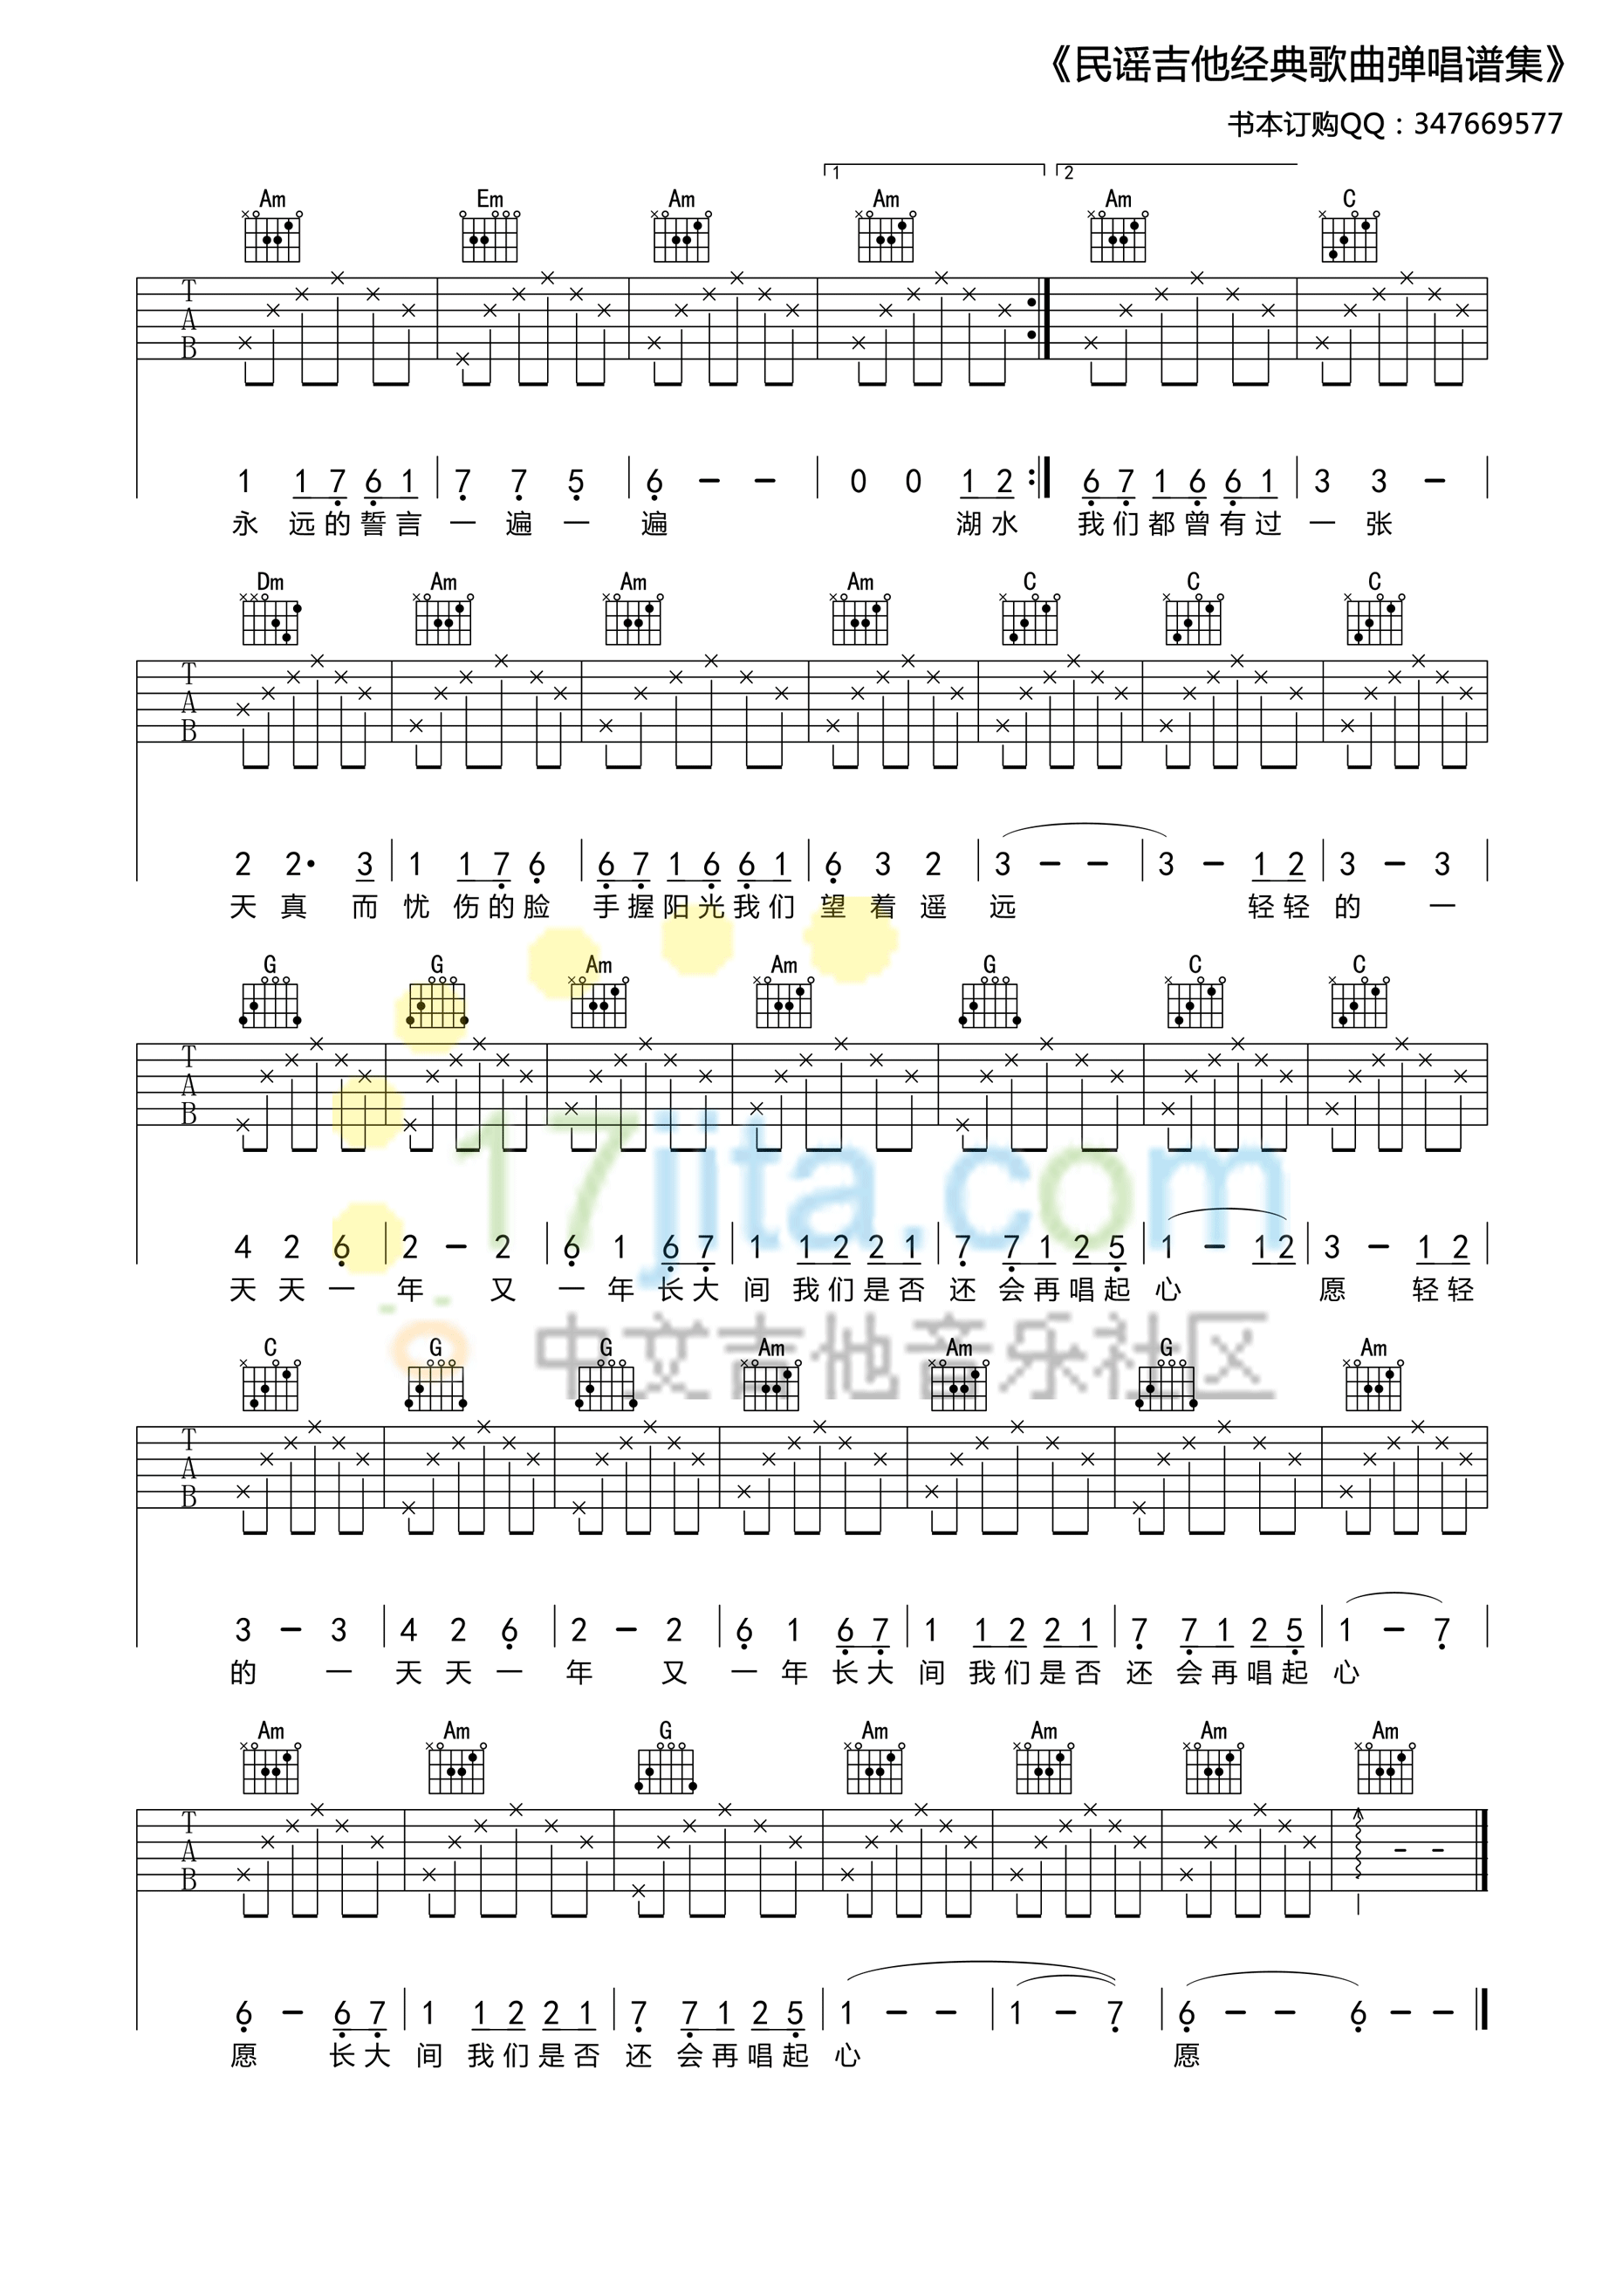 《民谣吉他经典歌曲弹唱谱集》
书本订购QQ：347669577
1 2
Am Em Am Am Am C
T
A
B
1 1 7 6 1 7 7 5 6 - - 0 0 1 2 6 7 1 6 6 1 3 3 -
永 远 的 誓 言 一 遍 一 遍 湖 水 我 们 都 曾 有 过 一 张
Dm Am Am Am C C C
T
A
B
2 2· 3 1 1 7 6 6 7 1 6 6 1 6 3 2 3 - - 3 - 1 2 3 - 3
天 真 而 忧 伤 的 脸 手 握 阳 光 我 们 望 着 遥 远 轻 轻 的 一
G G Am Am G C C
T
A
B
17jita.com
4 2 6 2 - 2 6 1 6 7 1 1 2 2 1 7 7 1 2 5 1 - 1 2 3 - 1 2
天 天 一 年 又 一 年 长 大 间 我 们 是 否 还 会 再 唱 起 心 愿 轻 轻
中文吉他音乐社区
C G G Am Am G Am
T
A
B
3 - 3 4 2 6 2 - 2 6 1 6 7 1 1 2 2 1 7 7 1 2 5 1 - 7
的 一 天 天 一 年 又 一 年 长 大 间 我 们 是 否 还 会 再 唱 起 心
Am Am G Am Am Am Am
T
A
B
6 - 6 7 1 1 2 2 1 7 7 1 2 5 1 - - 1 - 7 6 - - 6 - -
愿 长 大 间 我 们 是 否 还 会 再 唱 起 心 愿